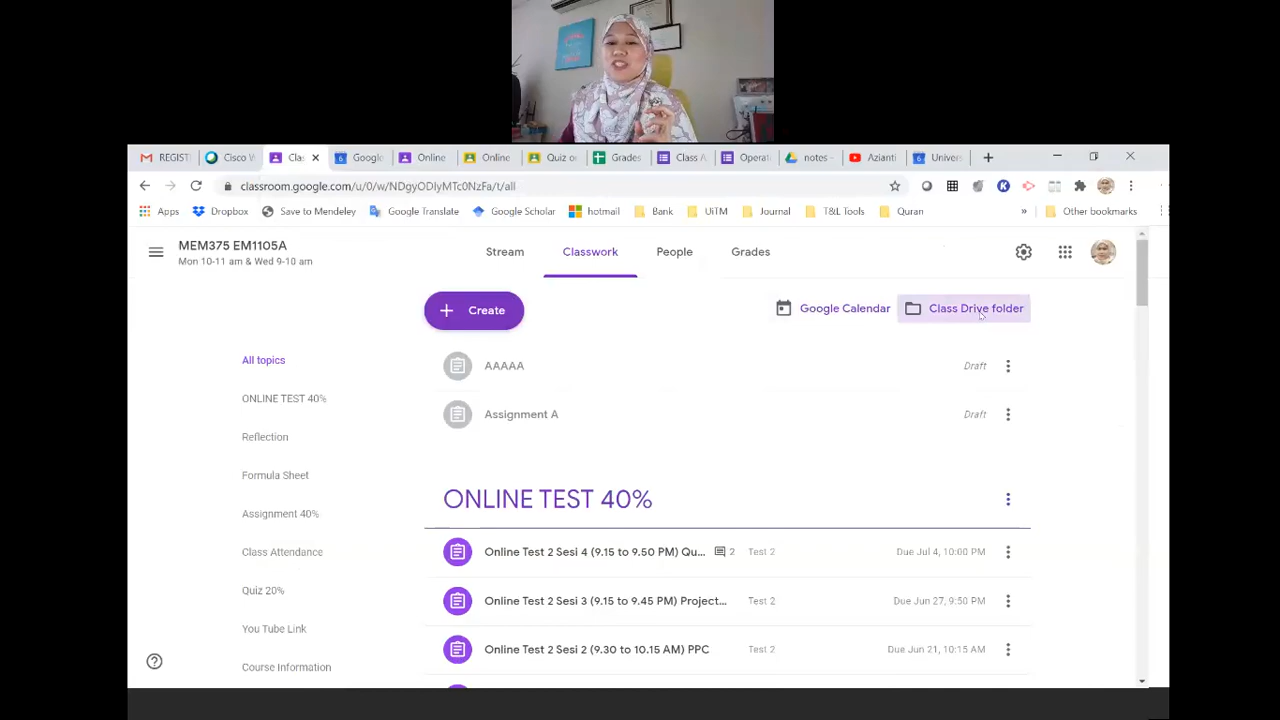 REGIST
Cisco W
Clas
Google
Online
Online
Quiz or
Grades
Class A
Operat
notes -
Azianti
Univers
classroom.google.com/u/0/w/NDgyODIyMTc0NzFa/t/all
Apps
Dropbox
Save to Mendeley
Google Translate
Google Scholar
hotmail
Bank
UiTM
Journal
T&L Tools
Quran
»
Other bookmarks
MEM375 EM1105A
Mon 10-11 am & Wed 9-10 am
Stream
Classwork
People
Grades
Create
Google Calendar
Class Drive folder
All topics
ONLINE TEST 40%
Reflection
Formula Sheet
Assignment 40%
Class Attendance
Quiz 20%
You Tube Link
Course Information
AAAAA
Draft
Assignment A
Draft
ONLINE TEST 40%
Online Test 2 Sesi 4 (9.15 to 9.50 PM) Qu... 2 Test 2 Due Jul 4, 10:00 PM
Online Test 2 Sesi 3 (9.15 to 9.45 PM) Project... Test 2 Due Jun 27, 9:50 PM
Online Test 2 Sesi 2 (9.30 to 10.15 AM) PPC Test 2 Due Jun 21, 10:15 AM